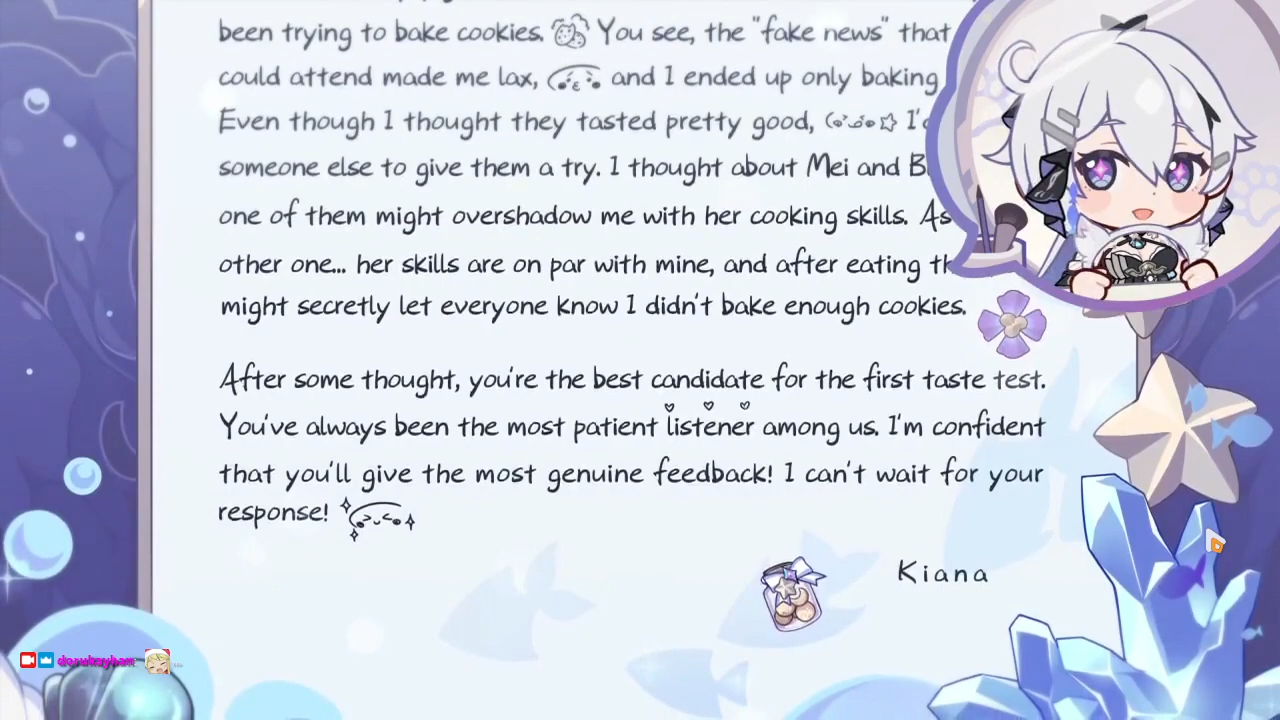 been trying to bake cookies. You see, the "fake news" that
could attend made me lax, and I ended up only baking
Even though I thought they tasted pretty good, I'd
someone else to give them a try. I thought about Mei and
one of them might overshadow me with her cooking skills. As
other one... her skills are on par with mine, and after eating
might secretly let everyone know I didn't bake enough cookies.
After some thought, you're the best candidate for the first taste test.
You've always been the most patient listener among us. I'm confident
that you'll give the most genuine feedback! I can't wait for your
response!
Kiana